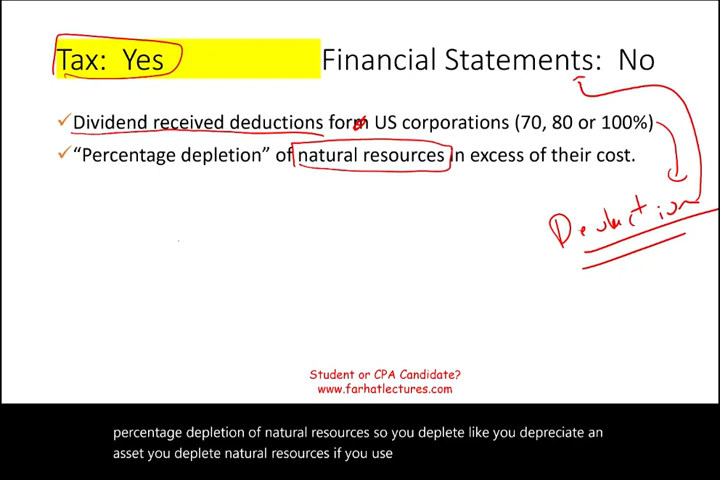 Tax: Yes Financial Statements: No
✓Dividend received deductions form US corporations (70, 80 or 100%)
✓"Percentage depletion" of natural resources in excess of their cost.
Deduction
Student or CPA Candidate?
www.farhatlectures.com
percentage depletion of natural resources so you deplete like you depreciate an
asset you deplete natural resources if you use